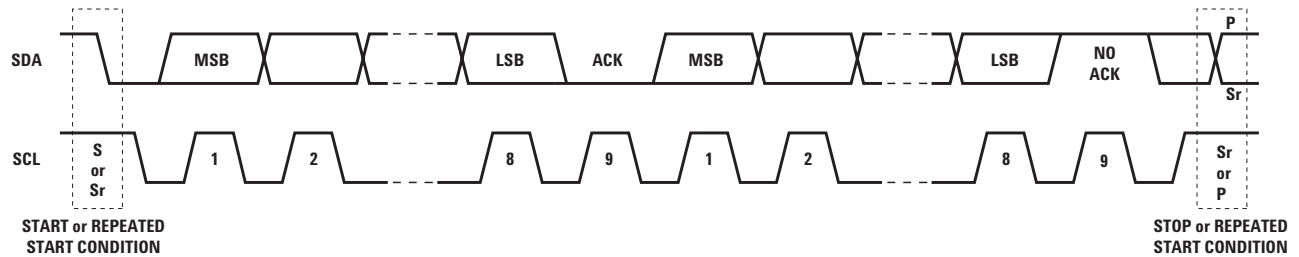 P
SDA MSB LSB ACK MSB LSB NO ACK
Sr
SCL S or Sr 1 2 8 9 1 2 8 9 Sr or P
START or REPEATED START CONDITION
STOP or REPEATED START CONDITION